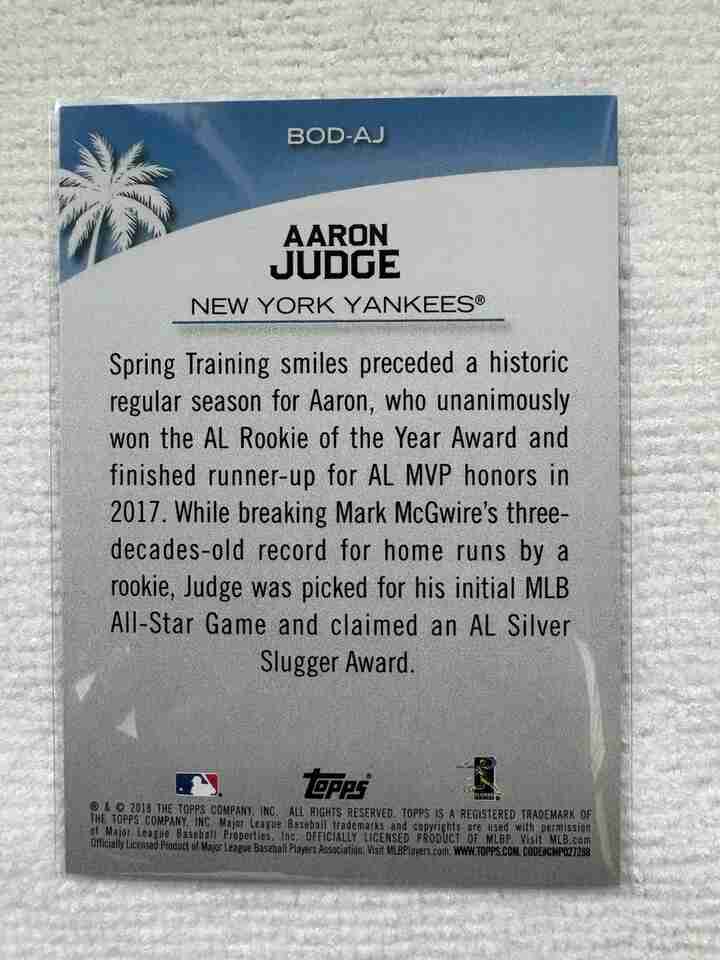 BOD-AJ
AARON
JUDGE
NEW YORK YANKEES®
Spring Training smiles preceded a historic
regular season for Aaron, who unanimously
won the AL Rookie of the Year Award and
finished runner-up for AL MVP honors in
2017. While breaking Mark McGwire's three-
decades-old record for home runs by a
rookie, Judge was picked for his initial MLB
All-Star Game and claimed an AL Silver
Slugger Award.
topps®
® & © 2018 THE TOPPS COMPANY, INC. ALL RIGHTS RESERVED. TOPPS IS A REGISTERED TRADEMARK OF
THE TOPPS COMPANY, INC. Major League Baseball trademarks and copyrights are used with permission
of Major League Baseball Properties, Inc. OFFICIALLY LICENSED PRODUCT OF MLBP. Visit MLB.com
Officially Licensed Product of Major League Baseball Players Association. Visit MLBPlayers.com. WWW.TOPPS.COM. CODE#CMP027288